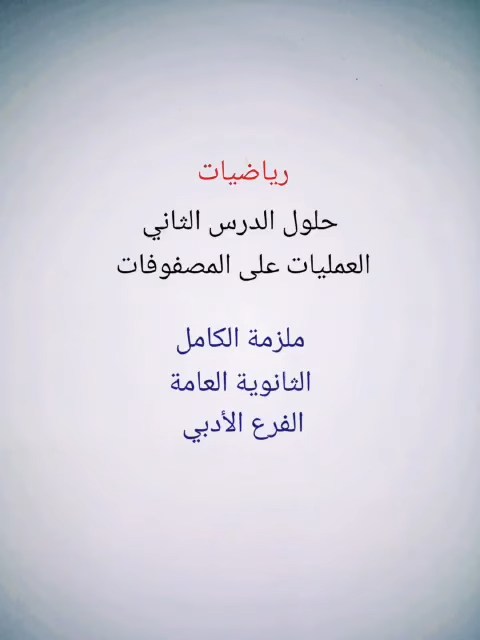 رياضيات
حلول الدرس الثاني
العمليات على المصفوفات
ملزمة الكامل
الثانوية العامة
الفرع الأدبي